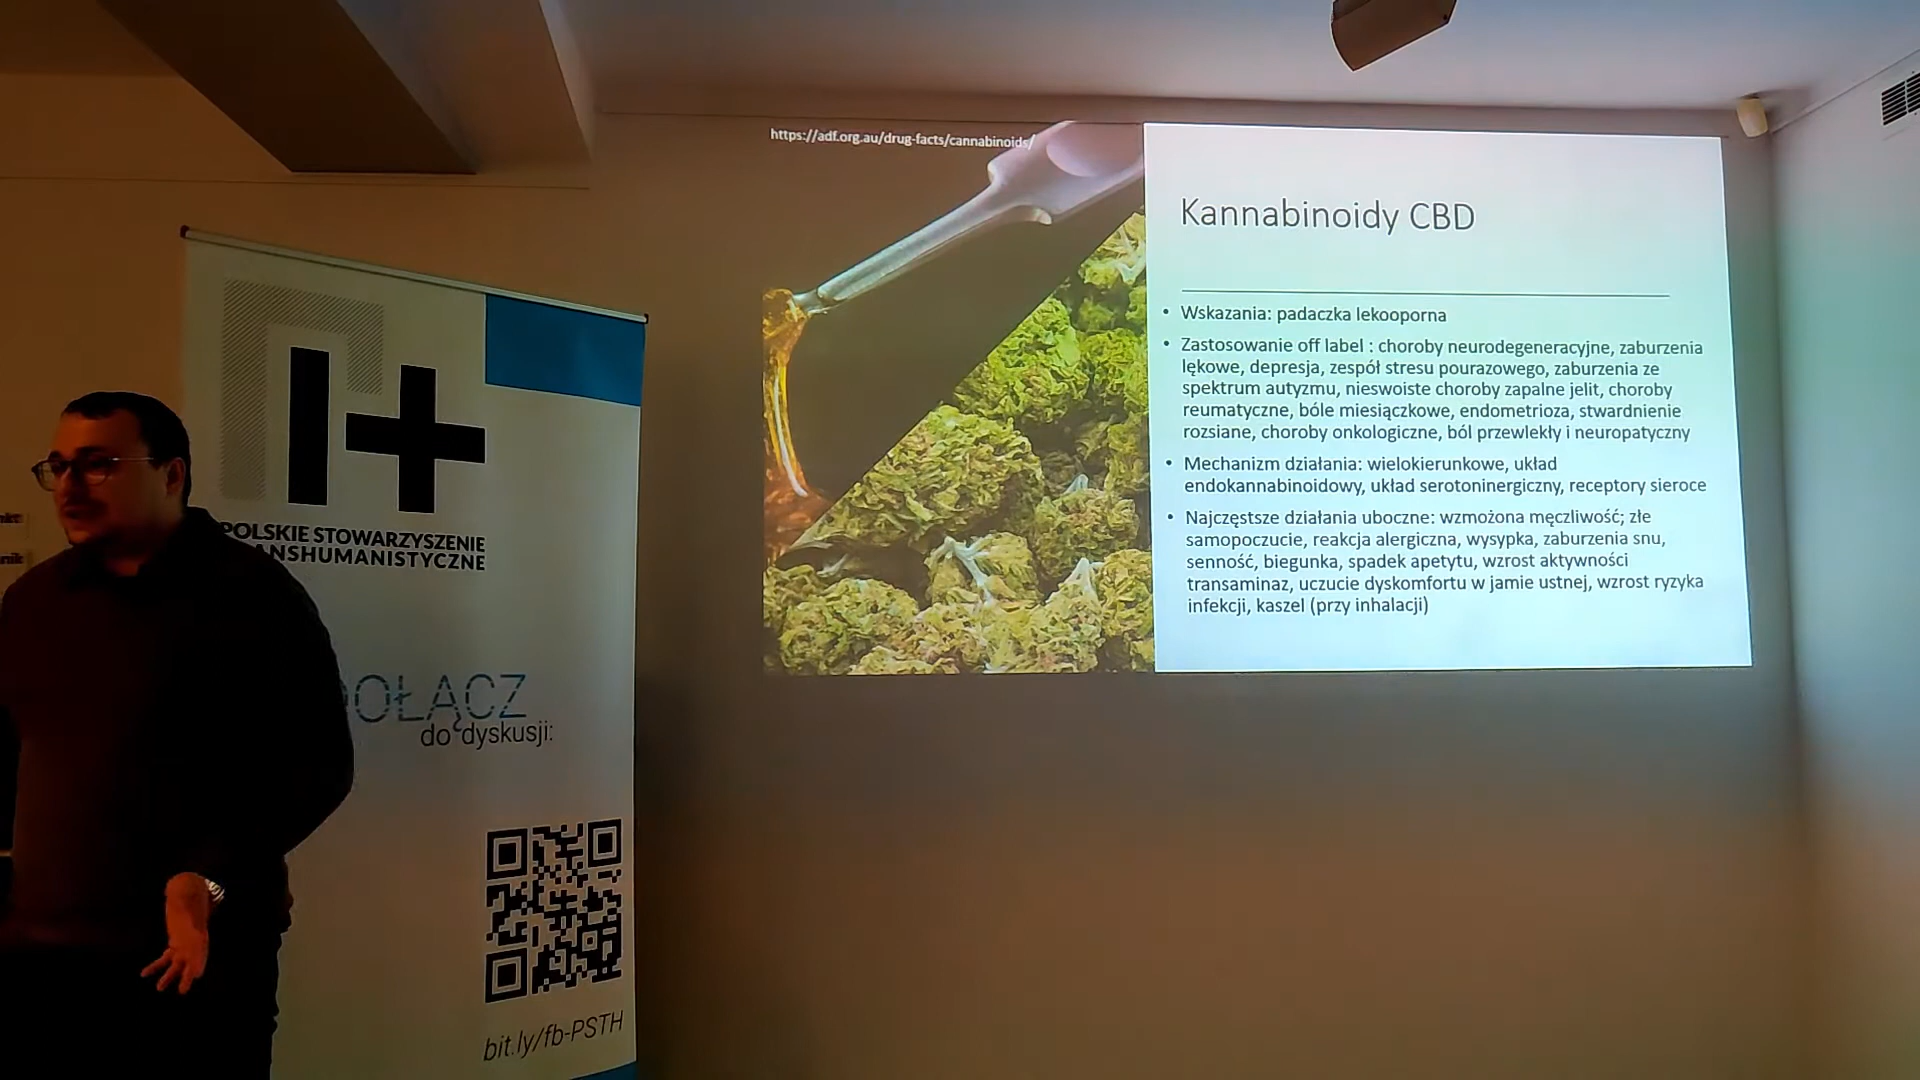 https://adf.org.au/drug-facts/cannabinoids/
Kannabinoidy CBD
• Wskazania: padaczka lekooporna
• Zastosowanie off label : choroby neurodegeneracyjne, zaburzenia
lękowe, depresja, zespół stresu pourazowego, zaburzenia ze
spektrum autyzmu, nieswoiste choroby zapalne jelit, choroby
reumatyczne, bóle miesiączkowe, endometrioza, stwardnienie
rozsiane, choroby onkologiczne, ból przewlekły i neuropatyczny
• Mechanizm działania: wielokierunkowe, układ
endokannabinoidowy, układ serotoninergiczny, receptory sieroce
• Najczęstsze działania uboczne: wzmożona męczliwość; złe
samopoczucie, reakcja alergiczna, wysypka, zaburzenia snu,
senność, biegunka, spadek apetytu, wzrost aktywności
transaminaz, uczucie dyskomfortu w jamie ustnej, wzrost ryzyka
infekcji, kaszel (przy inhalacji)
POLSKIE STOWARZYSZENIE
ANSHUMANISTYCZNE
OŁĄCZ
do dyskusji:
bit.ly/fb-PSTH